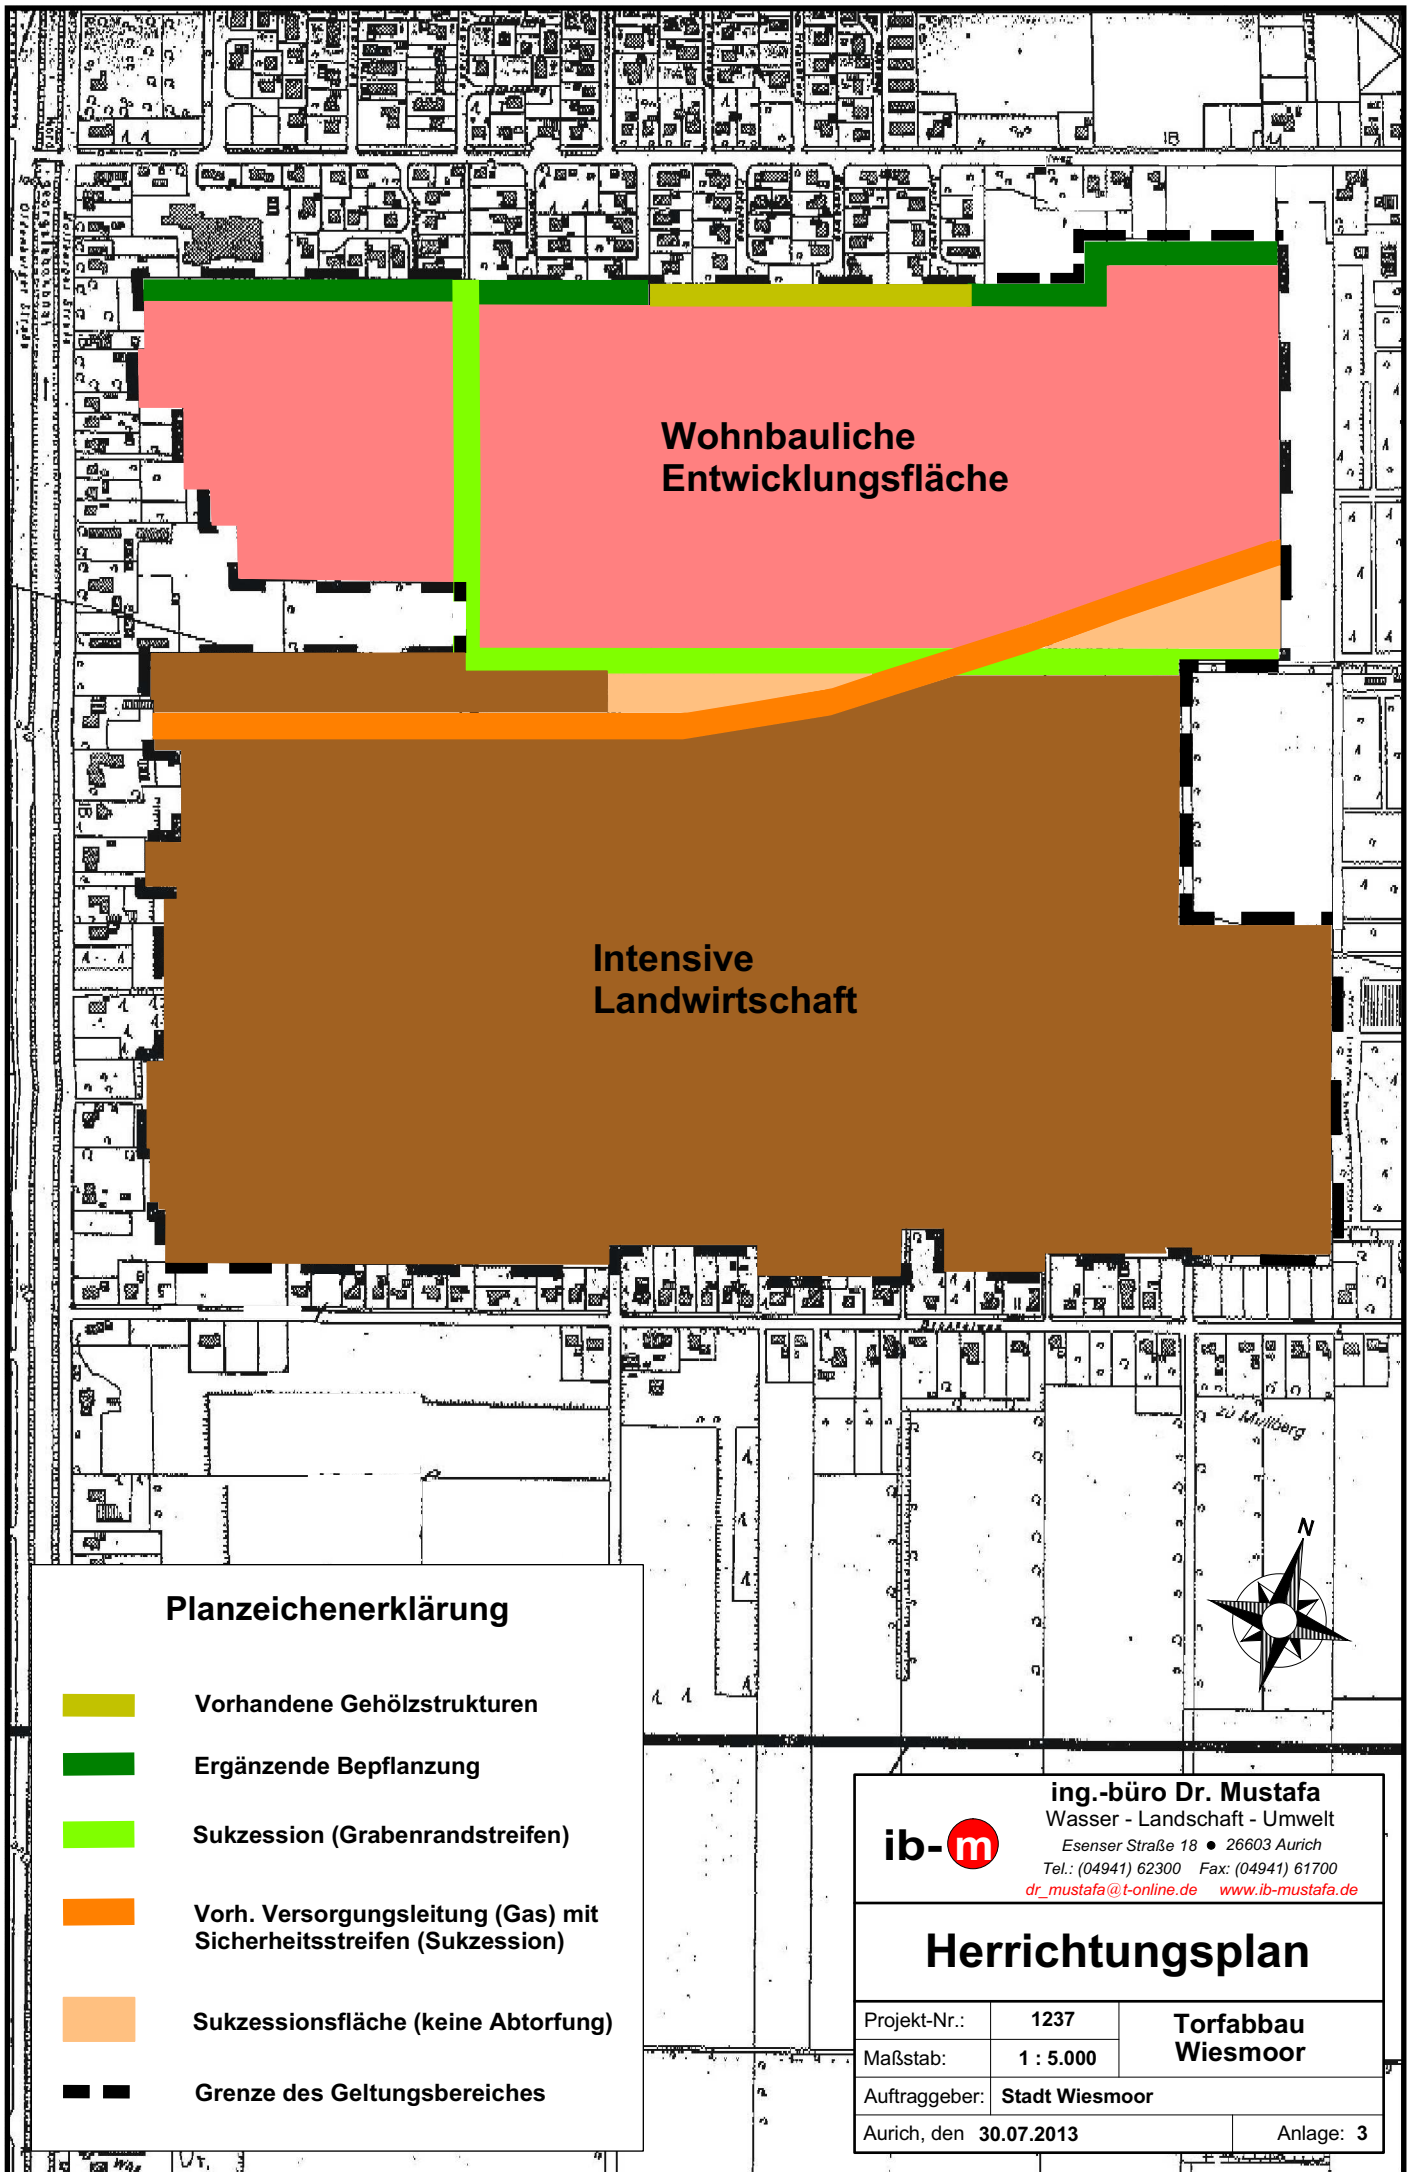 Wohnbauliche
Entwicklungsfläche
Intensive
Landwirtschaft
zu Mullberg
N
Planzeichenerklärung
Vorhandene Gehölzstrukturen
Ergänzende Bepflanzung
Sukzession (Grabenrandstreifen)
Vorh. Versorgungsleitung (Gas) mit
Sicherheitsstreifen (Sukzession)
Sukzessionsfläche (keine Abtorfung)
Grenze des Geltungsbereiches
ib-m
ing.-büro Dr. Mustafa
Wasser - Landschaft - Umwelt
Esenser Straße 18 ● 26603 Aurich
Tel.: (04941) 62300 Fax: (04941) 61700
dr_mustafa@t-online.de www.ib-mustafa.de
Herrichtungsplan
Projekt-Nr.: 1237
Torfabbau
Wiesmoor
Maßstab: 1 : 5.000
Auftraggeber: Stadt Wiesmoor
Aurich, den 30.07.2013
Anlage: 3